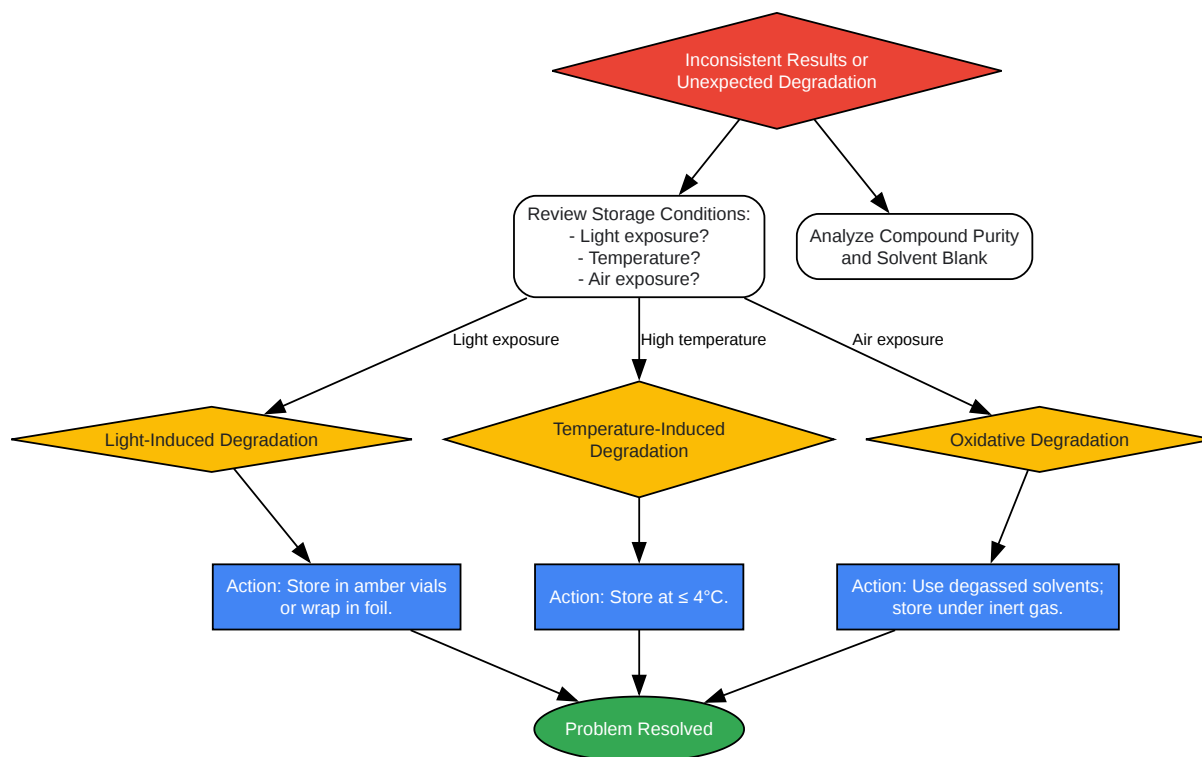 Inconsistent Results or
Unexpected Degradation
Review Storage Conditions:
- Light exposure?
- Temperature?
- Air exposure?
Analyze Compound Purity
and Solvent Blank
Light exposure
High temperature
Air exposure
Light-Induced Degradation
Temperature-Induced
Degradation
Oxidative Degradation
Action: Store in amber vials
or wrap in foil.
Action: Store at ≤ 4°C.
Action: Use degassed solvents;
store under inert gas.
Problem Resolved